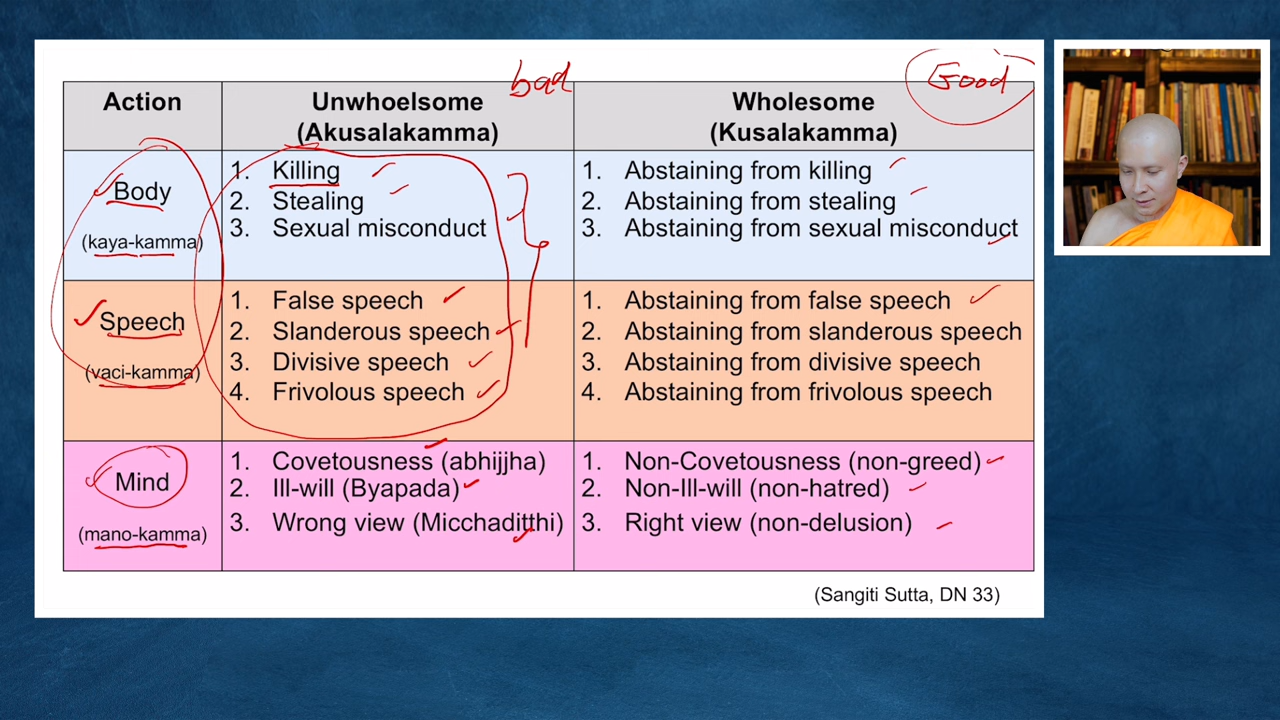 bad
Good
Action
Unwhoelsome
(Akusalakamma)
Wholesome
(Kusalakamma)
Body
(kaya-kamma)
1. Killing
2. Stealing
3. Sexual misconduct
1. Abstaining from killing
2. Abstaining from stealing
3. Abstaining from sexual misconduct
Speech
(vaci-kamma)
1. False speech
2. Slanderous speech
3. Divisive speech
4. Frivolous speech
1. Abstaining from false speech
2. Abstaining from slanderous speech
3. Abstaining from divisive speech
4. Abstaining from frivolous speech
Mind
(mano-kamma)
1. Covetousness (abhijjha)
2. Ill-will (Byapada)
3. Wrong view (Micchaditthi)
1. Non-Covetousness (non-greed)
2. Non-Ill-will (non-hatred)
3. Right view (non-delusion)
(Sangiti Sutta, DN 33)